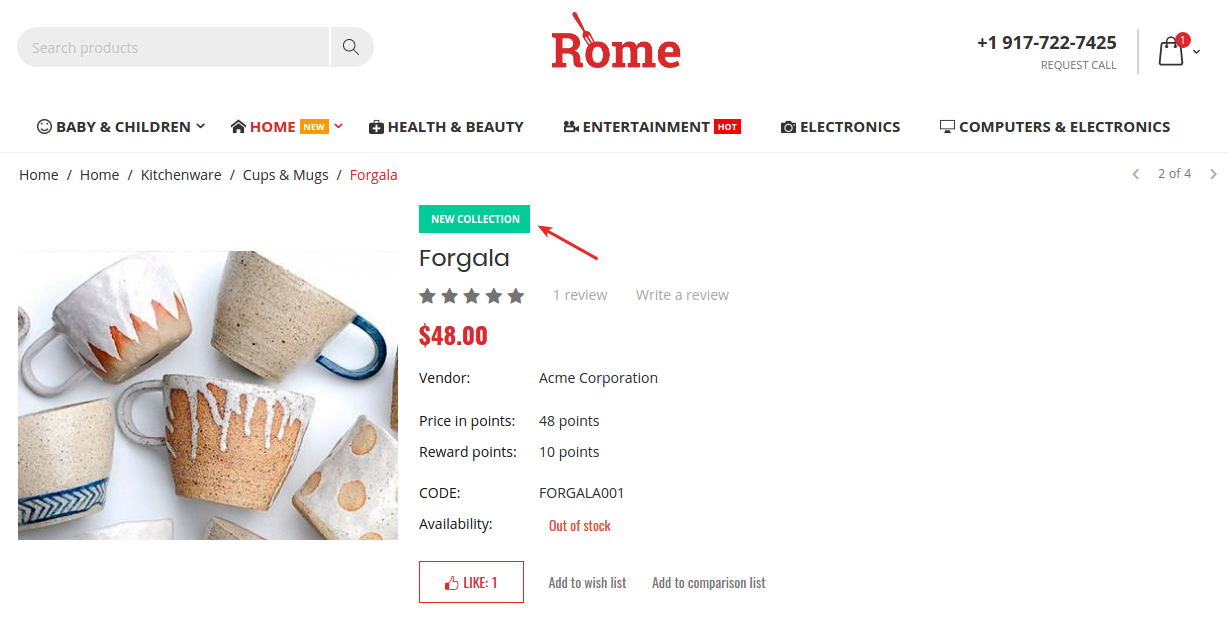 Search products
Rome
+1 917-722-7425
REQUEST CALL
1
BABY & CHILDREN HOME NEW HEALTH & BEAUTY ENTERTAINMENT HOT ELECTRONICS COMPUTERS & ELECTRONICS
Home / Home / Kitchenware / Cups & Mugs / Forgala
2 of 4
NEW COLLECTION
Forgala
1 review Write a review
$48.00
Vendor: Acme Corporation
Price in points: 48 points
Reward points: 10 points
CODE: FORGALA001
Availability: Out of stock
LIKE: 1 Add to wish list Add to comparison list